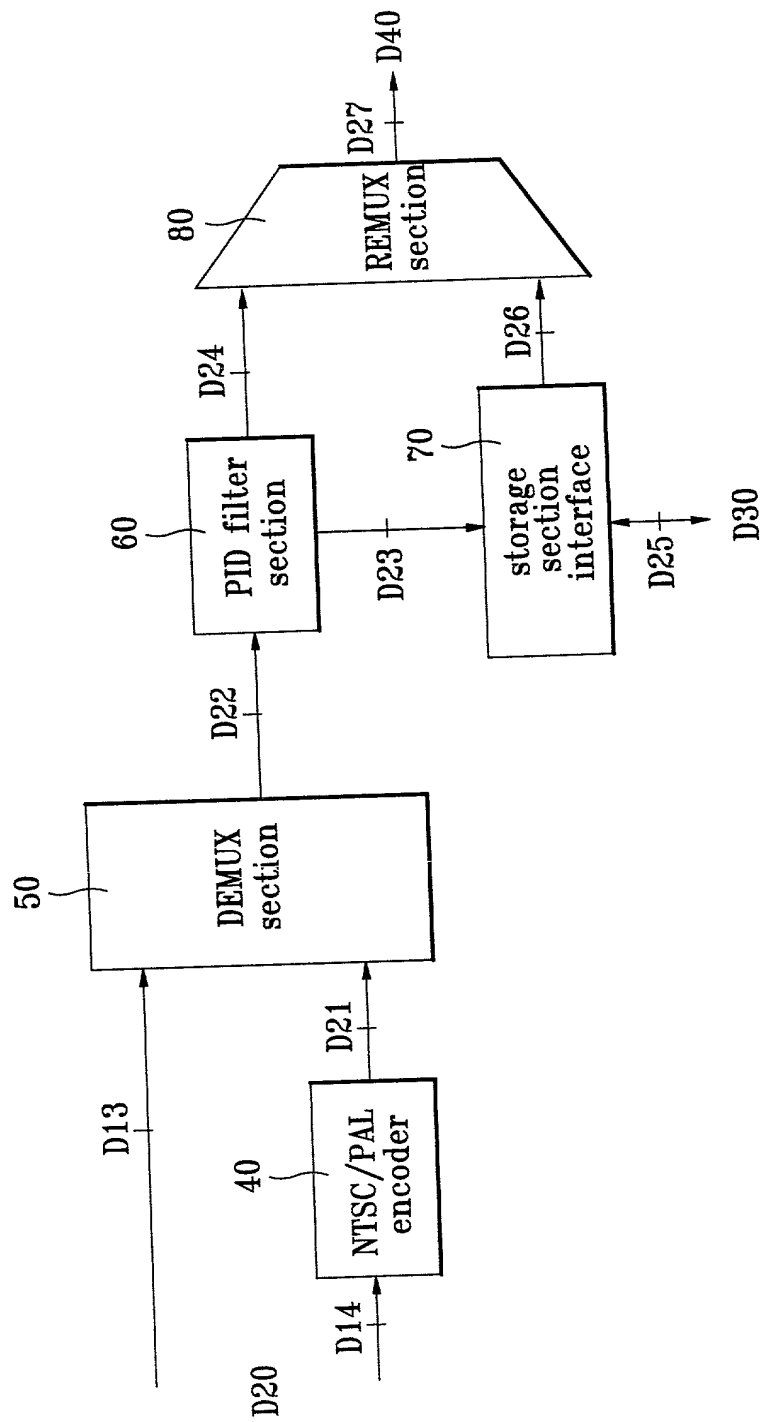 D20
D13
D14
40
NTSC/PAL
encoder
D21
50
DEMUX
section
D22
60
PID filter
section
D24
D23
70
storage
section
interface
D25
D30
D26
80
REMUX
section
D27
D40